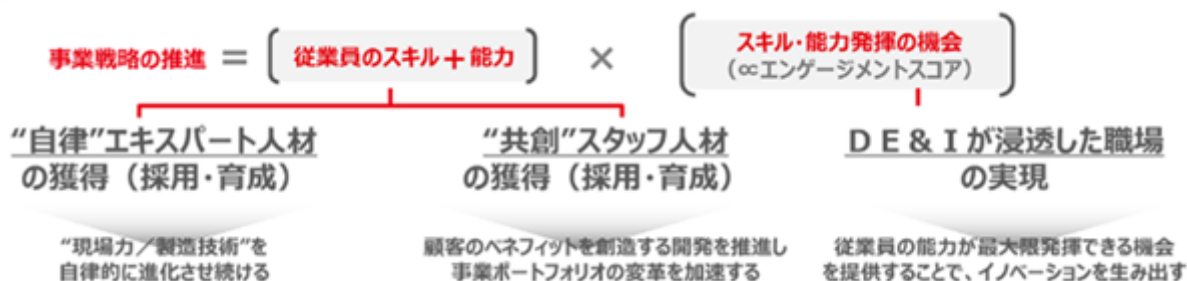 事業戦略の推進 = [従業員のスキル+能力] × [スキル・能力発揮の機会
(∝エンゲージメントスコア)]
“自律”エキスパート人材
の獲得(採用・育成)
“共創”スタッフ人材
の獲得(採用・育成)
DE&Iが浸透した職場
の実現
“現場力/製造技術”を
自律的に進化させ続ける
顧客のベネフィットを創造する開発を推進し
事業ポートフォリオの変革を加速する
従業員の能力が最大限発揮できる機会
を提供することで、イノベーションを生み出す